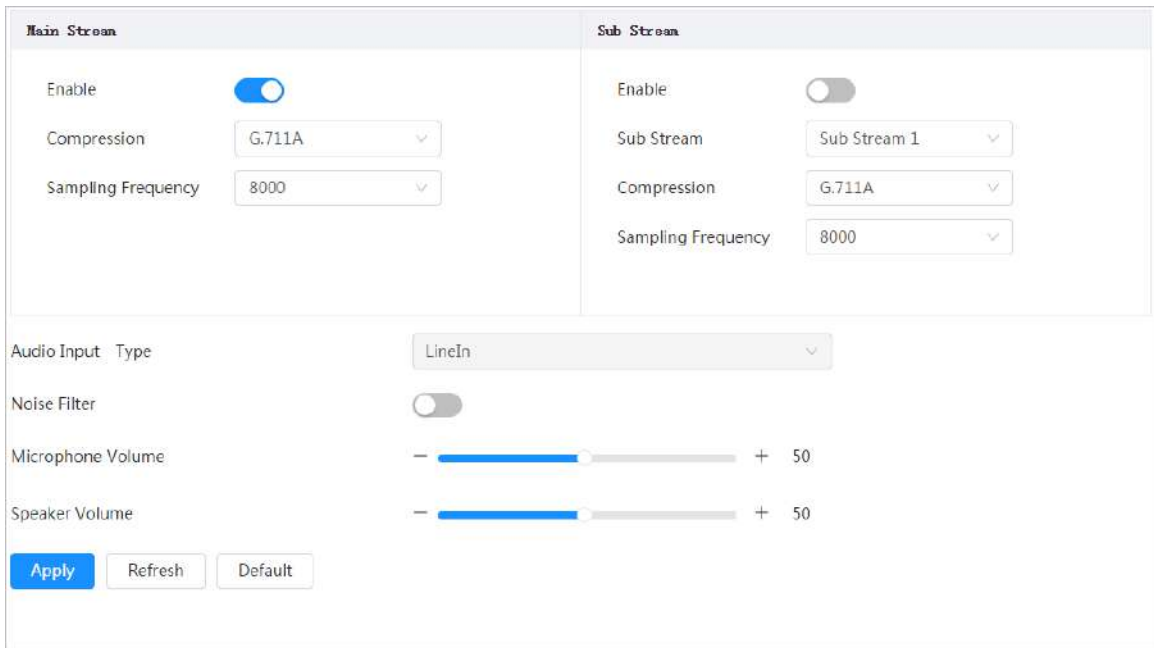 Main Stream
Enable
Compression G.711A
Sampling Frequency 8000
Sub Stream
Enable
Sub Stream Sub Stream 1
Compression G.711A
Sampling Frequency 8000
Audio Input Type LineIn
Noise Filter
Microphone Volume − + 50
Speaker Volume − + 50
Apply Refresh Default